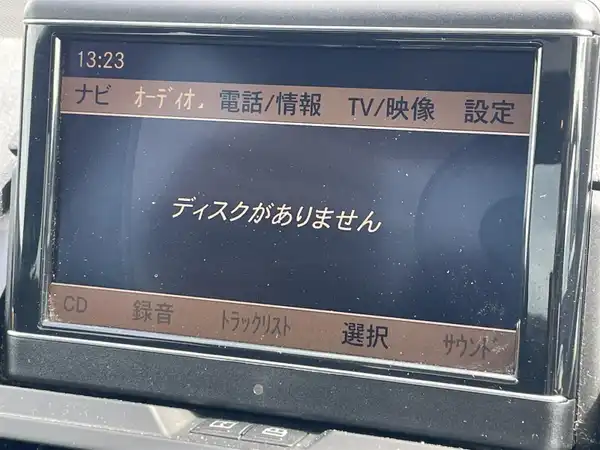 13:23
ナビ オーディオ 電話/情報 TV/映像 設定
ディスクがありません
CD 録音 トラックリスト 選択 サウンド